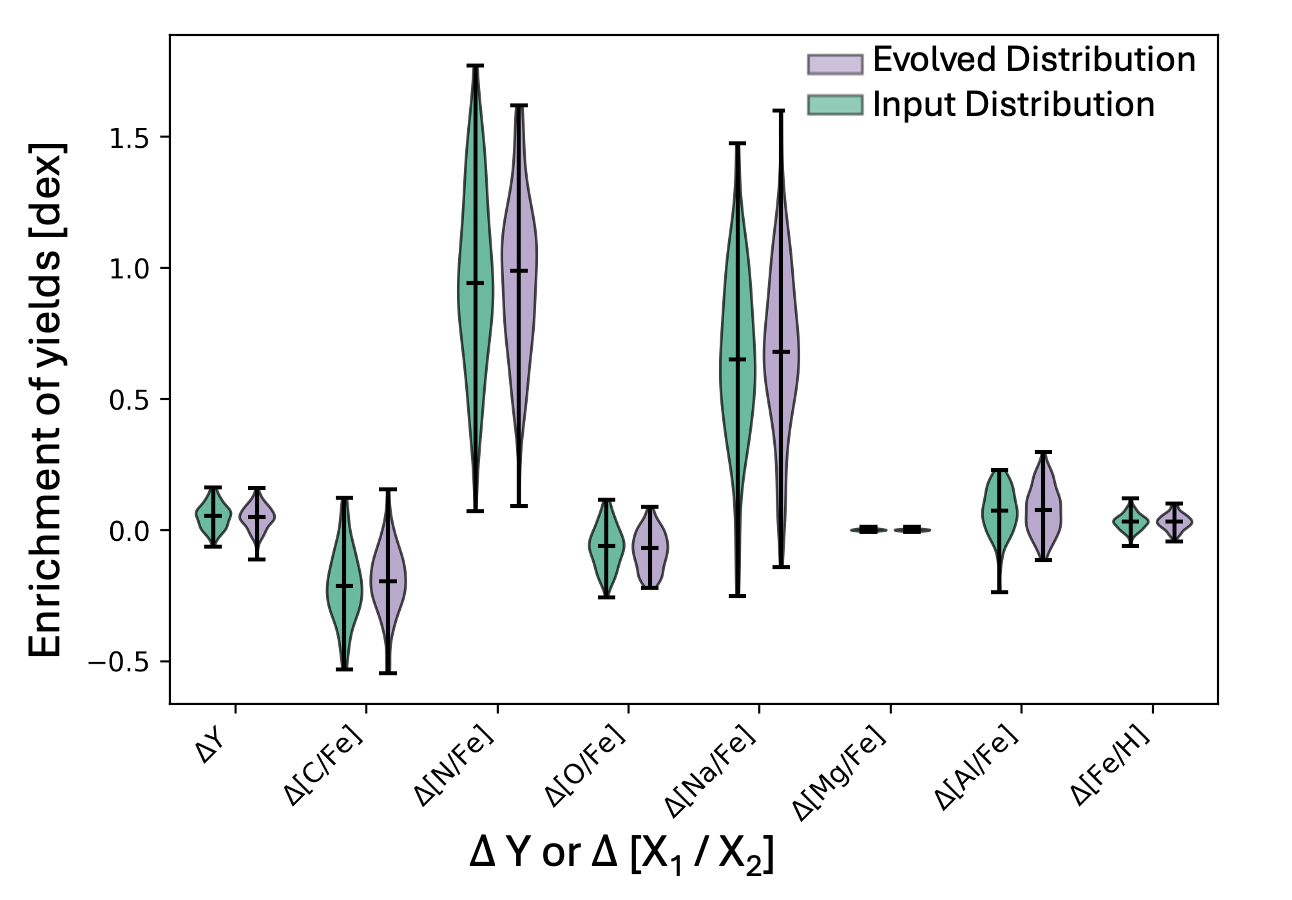 Evolved Distribution
Input Distribution
Enrichment of yields [dex]
1.5
1.0
0.5
0.0
−0.5
ΔY
Δ[C/Fe]
Δ[N/Fe]
Δ[O/Fe]
Δ[Na/Fe]
Δ[Mg/Fe]
Δ[Al/Fe]
Δ[Fe/H]
Δ Y or Δ [X₁ / X₂]